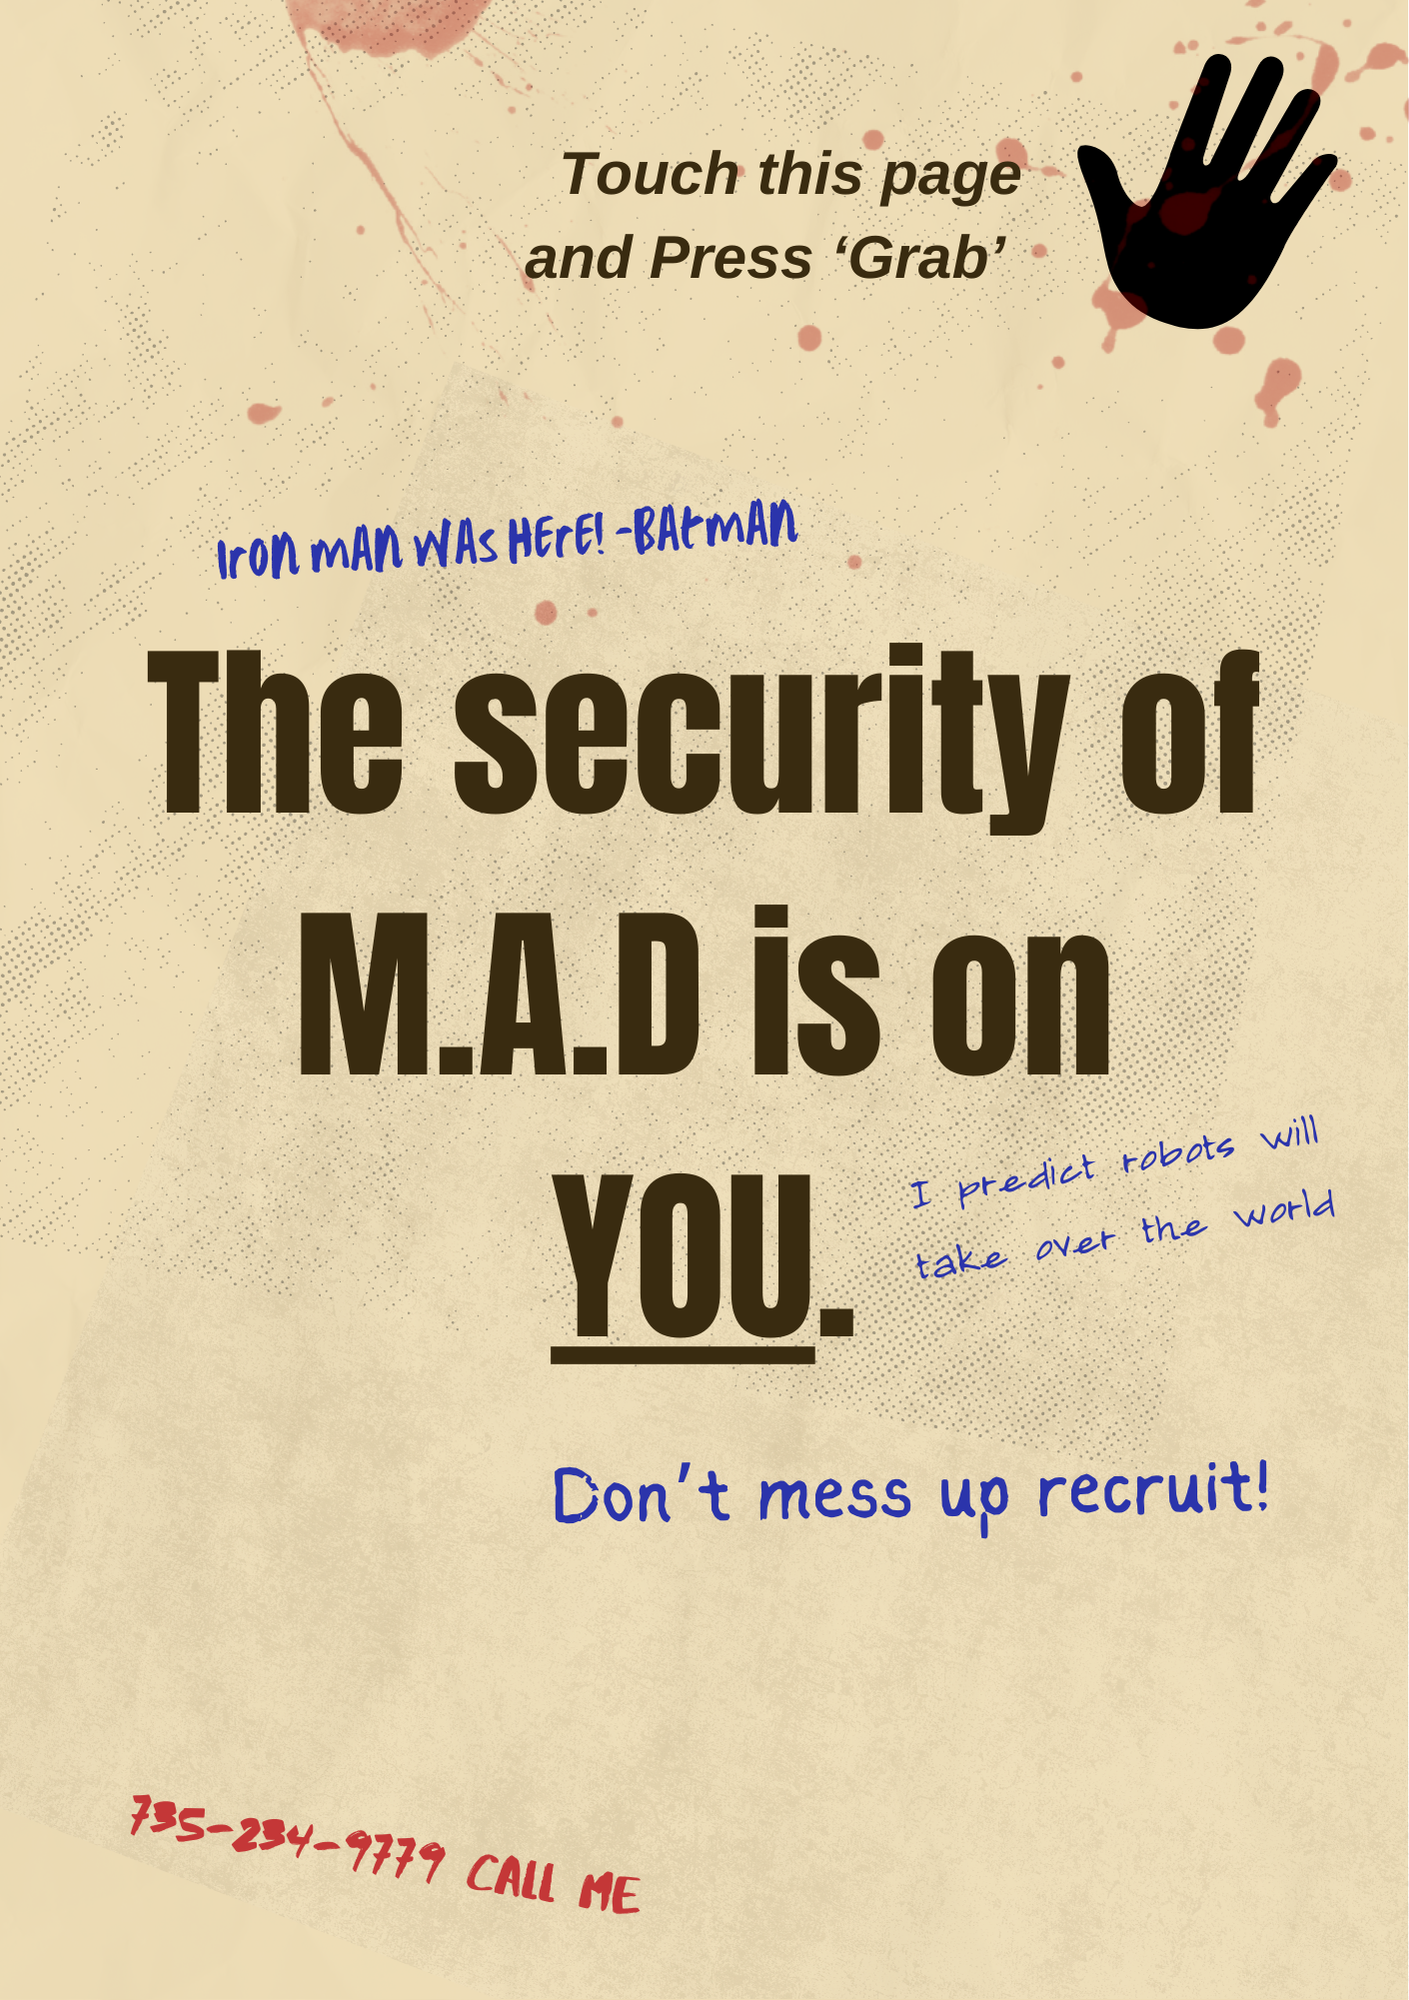 Touch this page
and Press ‘Grab’
Iron mAN WAs HErE! -BAtmAN
The security of
M.A.D is on
YOU.
I predict robots will
take over the world
Don't mess up recruit!
735-234-9779 CALL ME